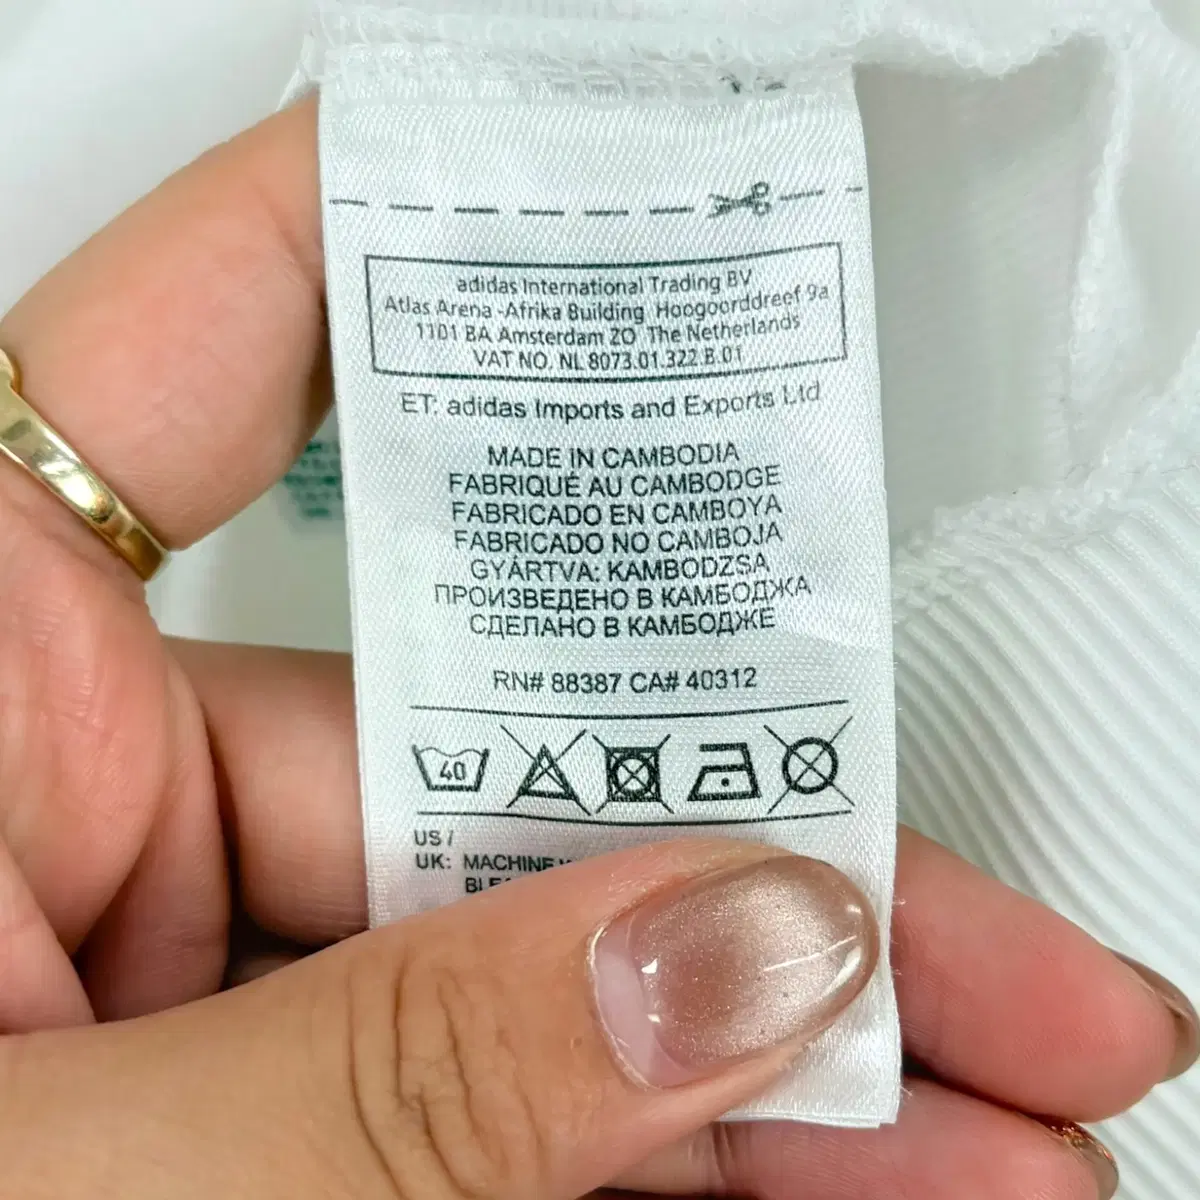 adidas International Trading BV
Atlas Arena -Afrika Building Hoogoorddreef 9a
1101 BA Amsterdam ZO The Netherlands
VAT NO. NL 8073.01.322.B.01
ET: adidas Imports and Exports Ltd
MADE IN CAMBODIA
FABRIQUÉ AU CAMBODGE
FABRICADO EN CAMBOYA
FABRICADO NO CAMBOJA
GYÁRTVA: KAMBODZSA
ПРОИЗВЕДЕНО В КАМБОДЖА
СДЕЛАНО В КАМБОДЖЕ
RN# 88387 CA# 40312
40
US /
UK: MACHINE